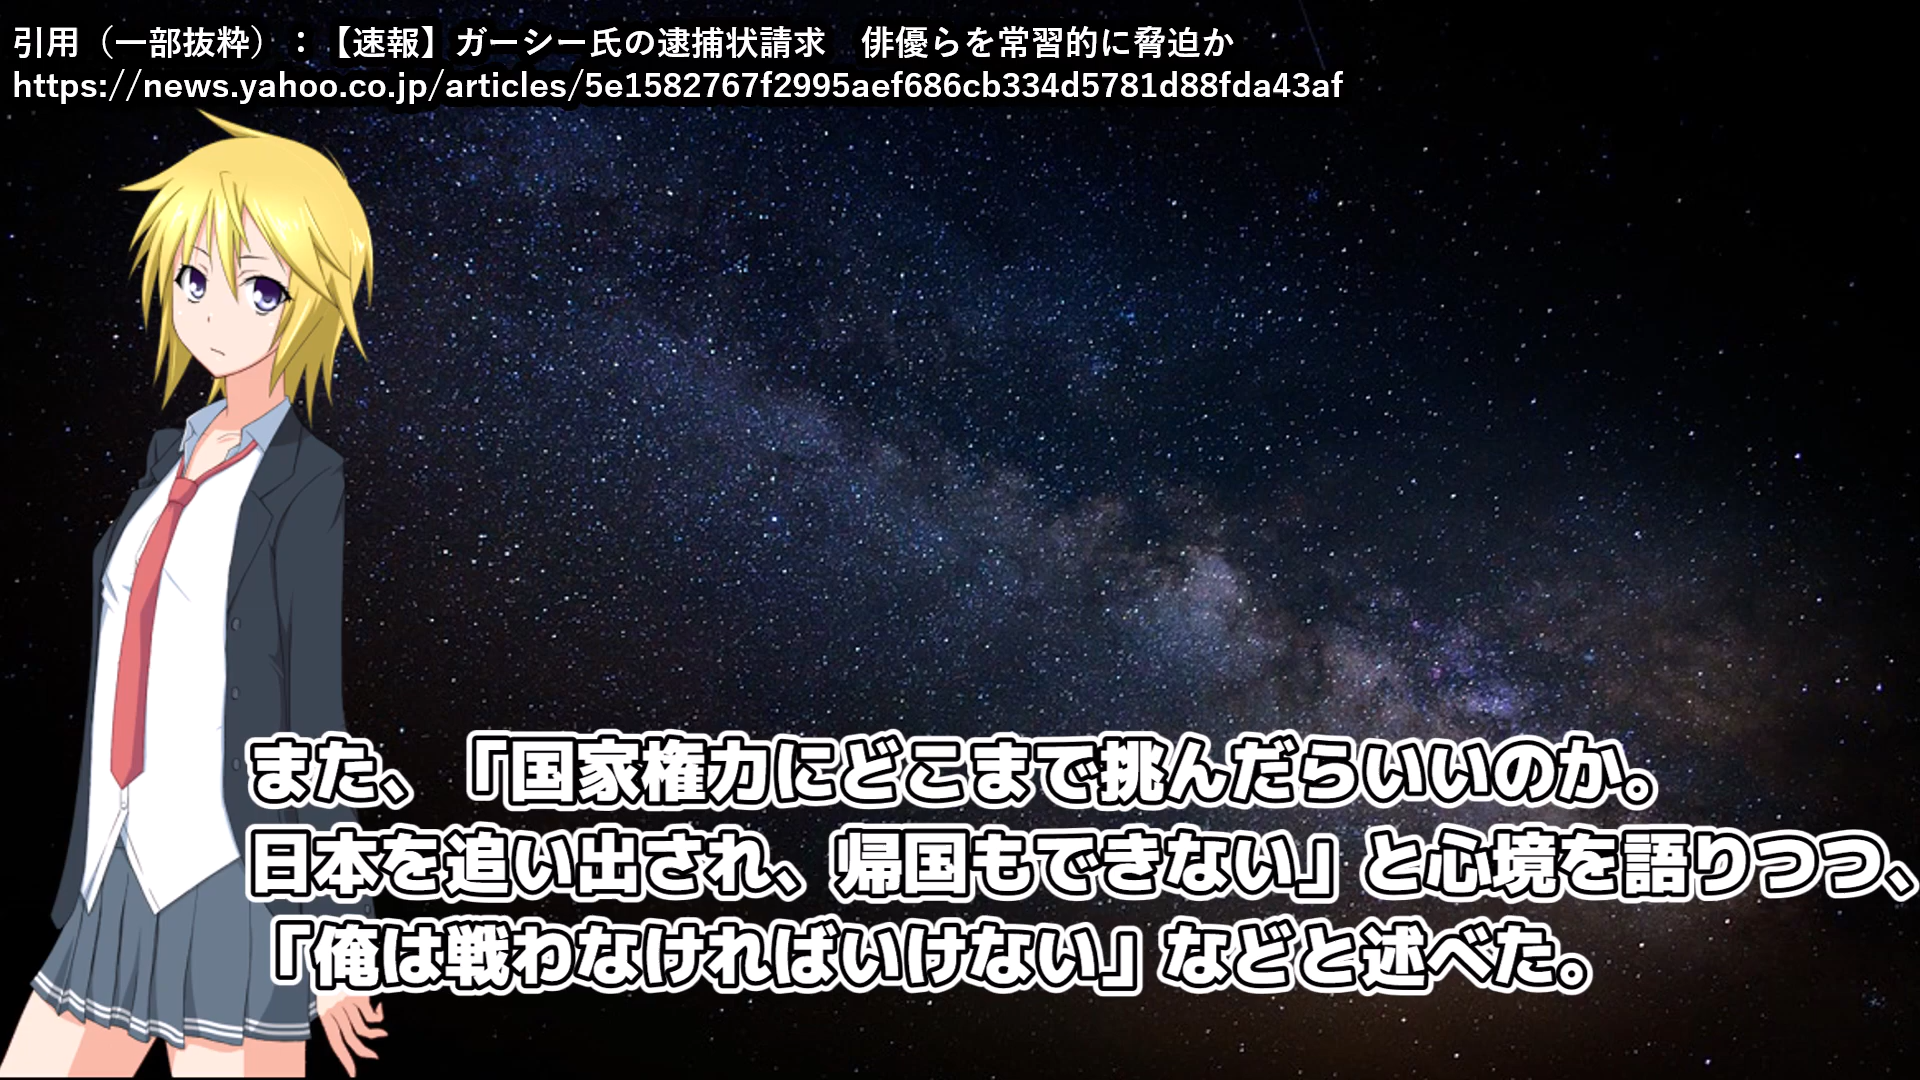 引用（一部抜粋）：【速報】ガーシー氏の逮捕状請求　俳優らを常習的に脅迫か
https://news.yahoo.co.jp/articles/5e1582767f2995aef686cb334d5781d88fda43af
また、「国家権力にどこまで挑んだらいいのか。
日本を追い出され、帰国もできない」と心境を語りつつ、
「俺は戦わなければいけない」などと述べた。